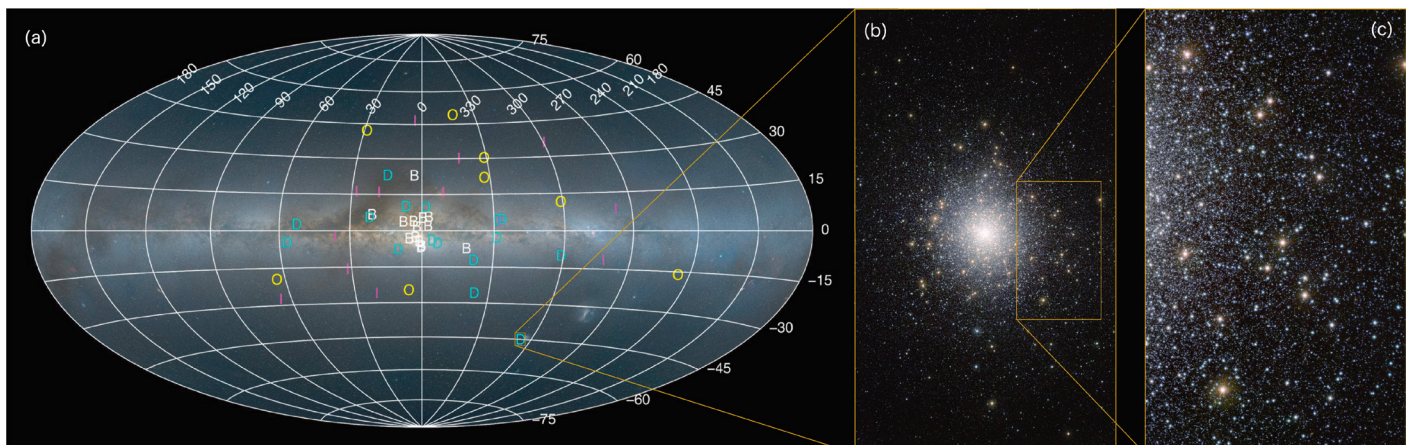 (a)
(b)
(c)
75
60
180 150 120 90 60 30 0 330 300 270 240 210 180
45
I O
O
30
I
I O
D B O
15
I I I
O
D D I
D B B B
D B B B D
0
I B D D D
D
D B B
D D I
I O
O
−15
I O D
I
−30
D
−45
−60
−75